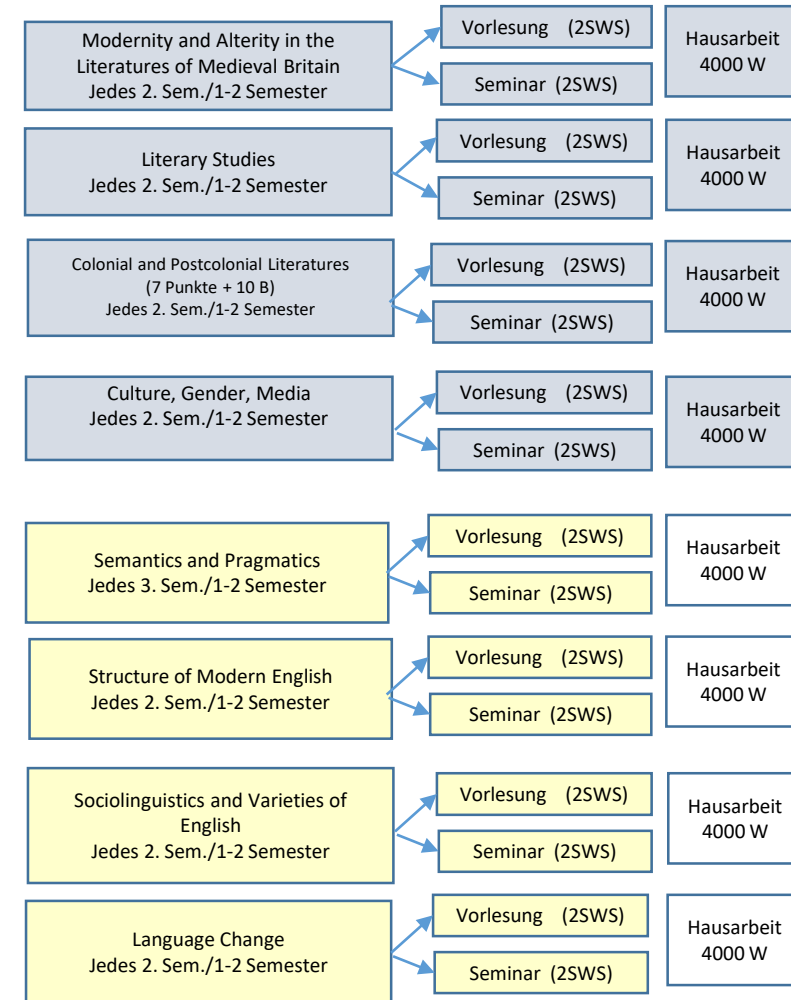 Modernity and Alterity in the
Literatures of Medieval Britain
Jedes 2. Sem./1-2 Semester
Vorlesung (2SWS)
Seminar (2SWS)
Hausarbeit
4000 W
Literary Studies
Jedes 2. Sem./1-2 Semester
Vorlesung (2SWS)
Seminar (2SWS)
Hausarbeit
4000 W
Colonial and Postcolonial Literatures
(7 Punkte + 10 B)
Jedes 2. Sem./1-2 Semester
Vorlesung (2SWS)
Seminar (2SWS)
Hausarbeit
4000 W
Culture, Gender, Media
Jedes 2. Sem./1-2 Semester
Vorlesung (2SWS)
Seminar (2SWS)
Hausarbeit
4000 W
Semantics and Pragmatics
Jedes 3. Sem./1-2 Semester
Vorlesung (2SWS)
Seminar (2SWS)
Hausarbeit
4000 W
Structure of Modern English
Jedes 2. Sem./1-2 Semester
Vorlesung (2SWS)
Seminar (2SWS)
Hausarbeit
4000 W
Sociolinguistics and Varieties of
English
Jedes 2. Sem./1-2 Semester
Vorlesung (2SWS)
Seminar (2SWS)
Hausarbeit
4000 W
Language Change
Jedes 2. Sem./1-2 Semester
Vorlesung (2SWS)
Seminar (2SWS)
Hausarbeit
4000 W